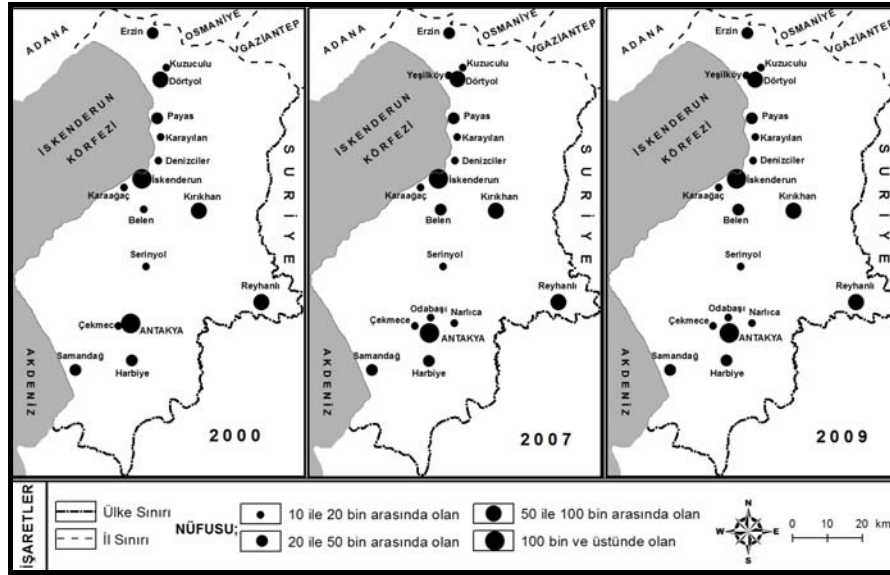 ADANA
OSMANİYE
GAZİANTEP
Erzin
Kuzuculu
Dörtyol
İSKENDERUN
KÖRFEZİ
Payas
Karayılan
Denizciler
SURİYE
İskenderun
Karaağaç
Kırıkhan
Belen
Serinyol
Reyhanlı
Çekmece
ANTAKYA
AKDENİZ
Samandağ
Harbiye
2000
ADANA
OSMANİYE
GAZİANTEP
Erzin
Kuzuculu
Yeşilköy
Dörtyol
İSKENDERUN
KÖRFEZİ
Payas
Karayılan
Denizciler
SURİYE
İskenderun
Karaağaç
Kırıkhan
Belen
Serinyol
Reyhanlı
Odabaşı
Narlıca
Çekmece
ANTAKYA
AKDENİZ
Samandağ
Harbiye
2007
ADANA
OSMANİYE
GAZİANTEP
Erzin
Kuzuculu
Yeşilköy
Dörtyol
İSKENDERUN
KÖRFEZİ
Payas
Karayılan
Denizciler
SURİYE
İskenderun
Karaağaç
Kırıkhan
Belen
Serinyol
Reyhanlı
Odabaşı
Narlıca
Çekmece
ANTAKYA
AKDENİZ
Samandağ
Harbiye
2009
İŞARETLER
Ülke Sınırı
İl Sınırı
NÜFUSU;
10 ile 20 bin arasında olan
20 ile 50 bin arasında olan
50 ile 100 bin arasında olan
100 bin ve üstünde olan
N
W E
S
0 10 20 km